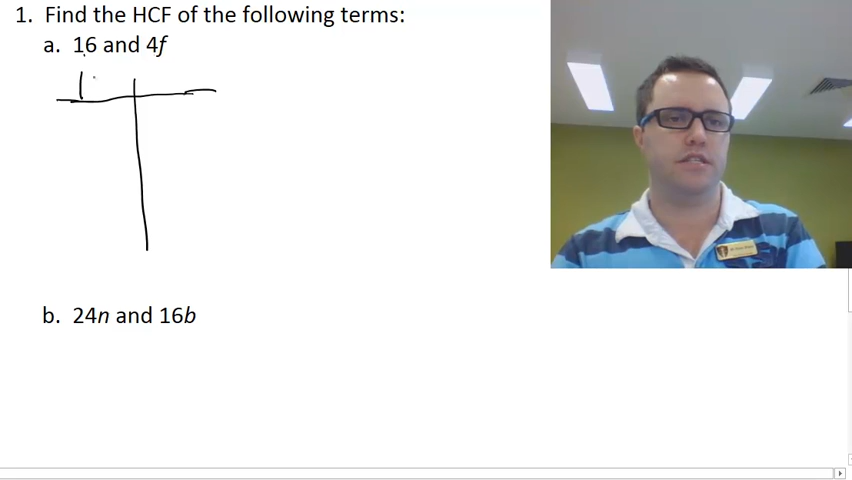 1. Find the HCF of the following terms:
a. 16 and 4f
b. 24n and 16b